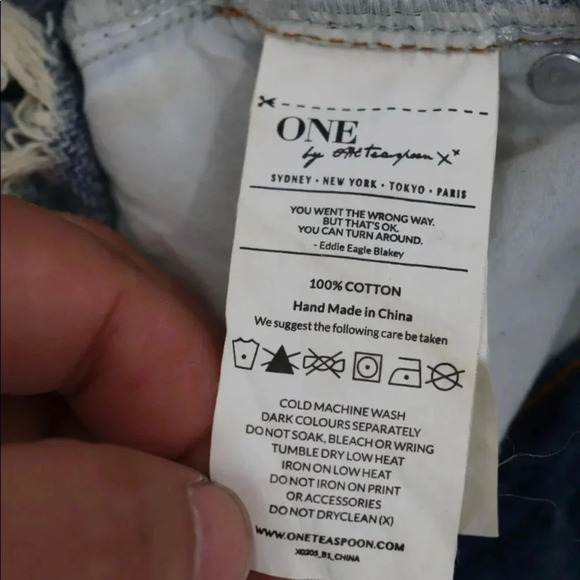 ONE
by oneteaspoon x x
SYDNEY · NEW YORK · TOKYO · PARIS
YOU WENT THE WRONG WAY.
BUT THAT'S OK.
YOU CAN TURN AROUND.
- Eddie Eagle Blakey
100% COTTON
Hand Made in China
We suggest the following care be taken
COLD MACHINE WASH
DARK COLOURS SEPARATELY
DO NOT SOAK, BLEACH OR WRING
TUMBLE DRY LOW HEAT
IRON ON LOW HEAT
DO NOT IRON ON PRINT
OR ACCESSORIES
DO NOT DRYCLEAN (X)
WWW.ONETEASPOON.COM
X0203_B1_CHINA